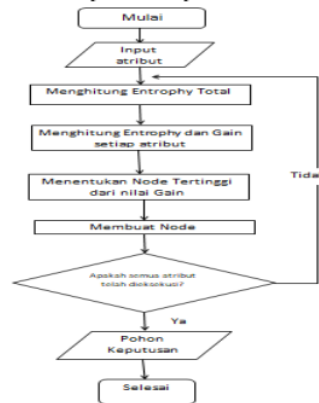 Mulai
Input
atribut
Menghitung Entrophy Total
Menghitung Entrophy dan Gain
setiap atribut
Menentukan Node Tertinggi
dari nilai Gain
Tida
Membuat Node
Apakah semua atribut
telah dieksekusi?
Ya
Pohon
Keputusan
Selesai